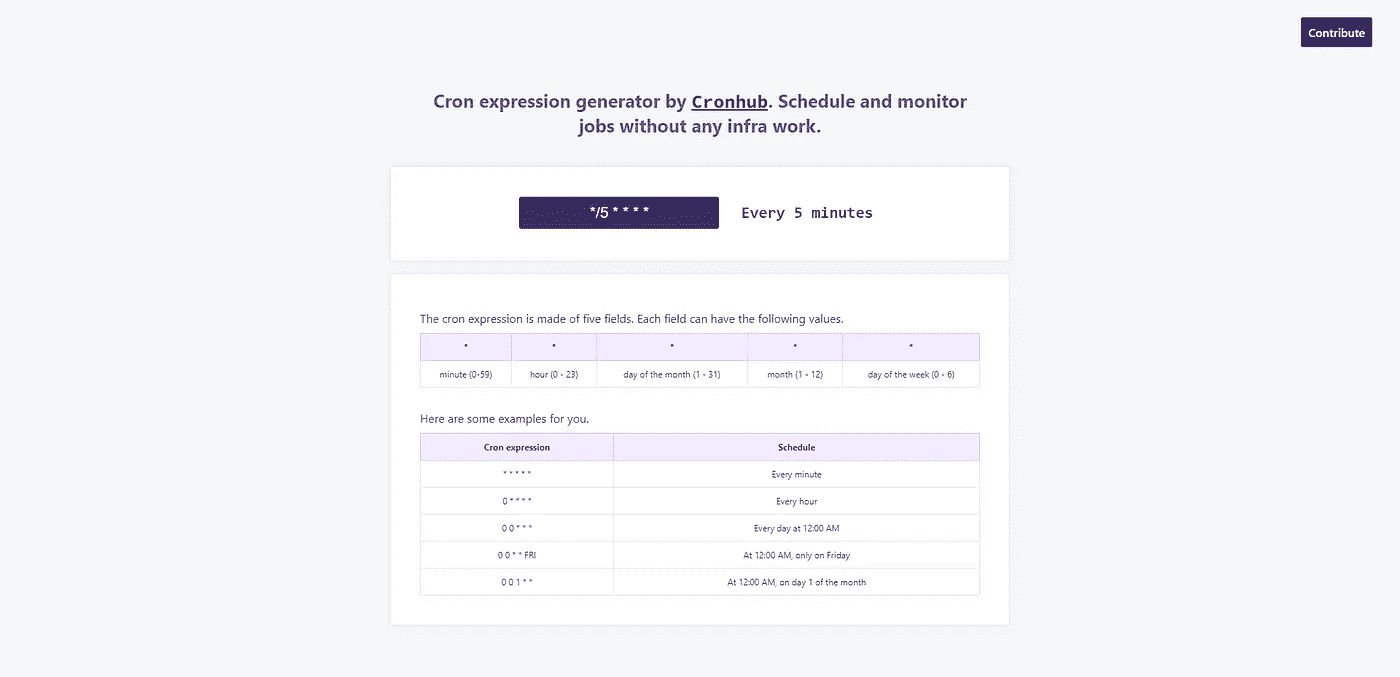 Contribute
Cron expression generator by Cronhub. Schedule and monitor
jobs without any infra work.
*/5 * * * * Every 5 minutes
The cron expression is made of five fields. Each field can have the following values.
* * * * *
minute (0-59) hour (0 - 23) day of the month (1 - 31) month (1 - 12) day of the week (0 - 6)
Here are some examples for you.
Cron expression Schedule
* * * * * Every minute
0 * * * * Every hour
0 0 * * * Every day at 12:00 AM
0 0 * * FRI At 12:00 AM, only on Friday
0 0 1 * * At 12:00 AM, on day 1 of the month